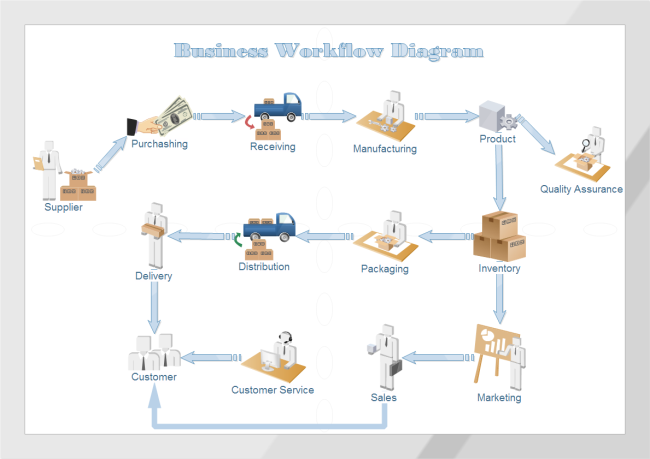 Business Workflow Diagram
Purchashing
Receiving
Manufacturing
Product
Quality Assurance
Supplier
Delivery
Distribution
Packaging
Inventory
Customer
Customer Service
Sales
Marketing